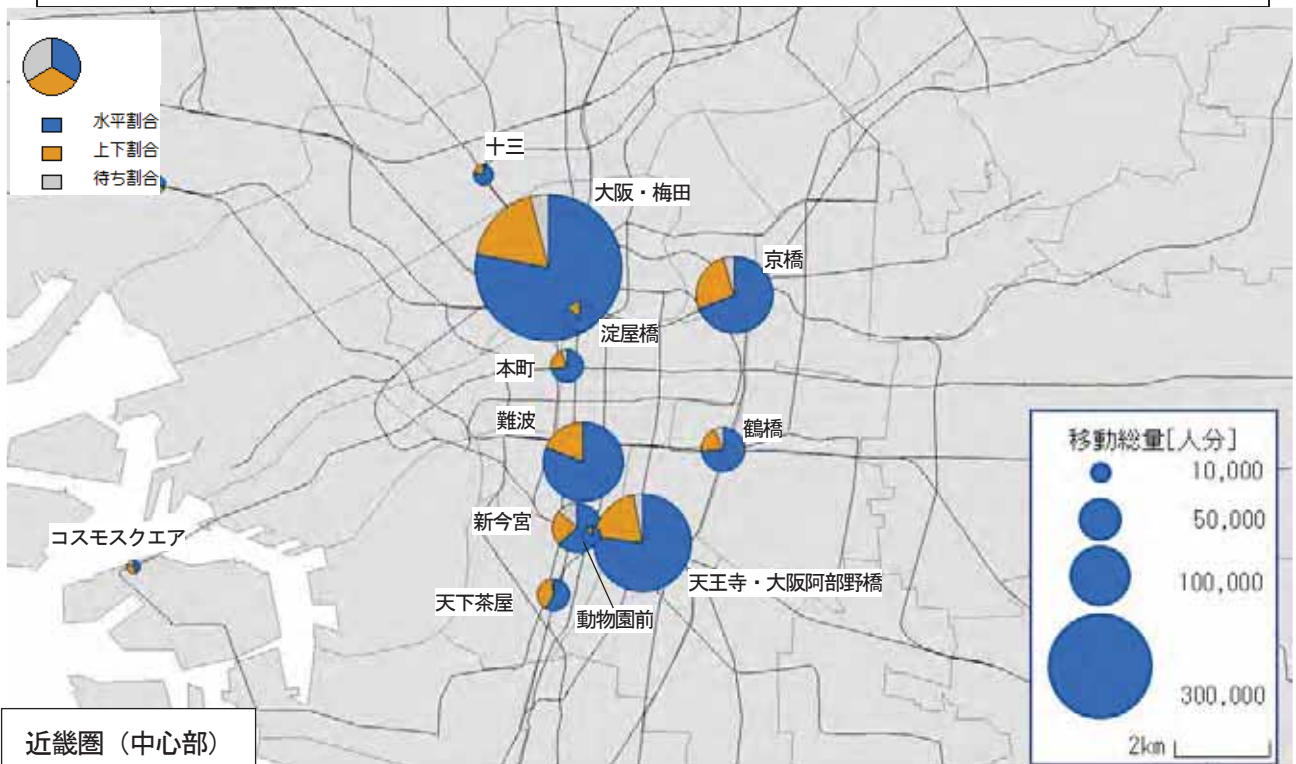 水平割合
上下割合
待ち割合
十三
大阪・梅田
京橋
淀屋橋
本町
難波
鶴橋
新今宮
コスモスクエア
天王寺・大阪阿部野橋
天下茶屋
動物園前
移動総量[人分]
10,000
50,000
100,000
300,000
2km
近畿圏（中心部）